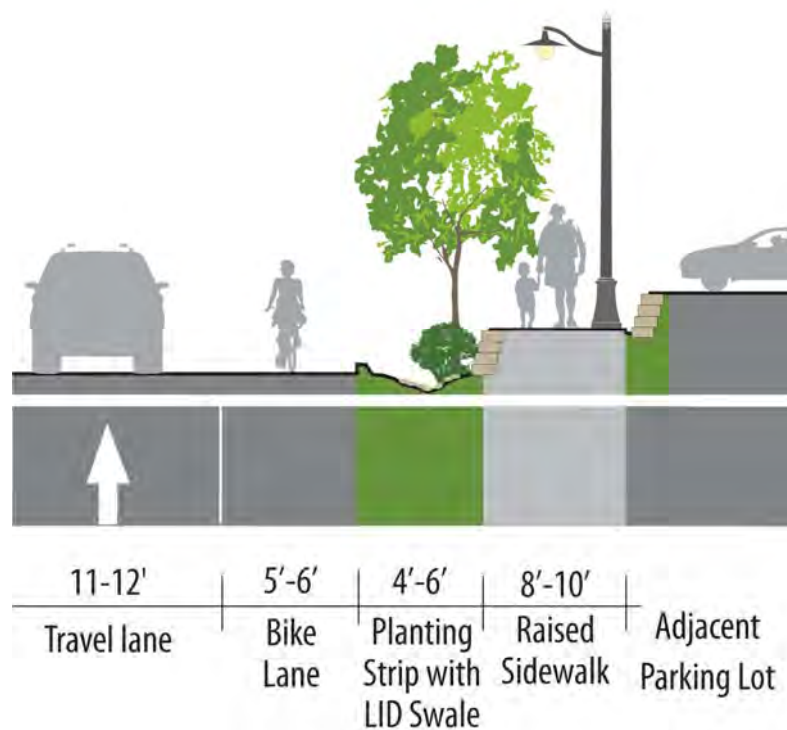 11-12' 5′-6′ 4′-6′ 8′-10′
Travel lane Bike Lane Planting Strip with LID Swale Raised Sidewalk Adjacent Parking Lot